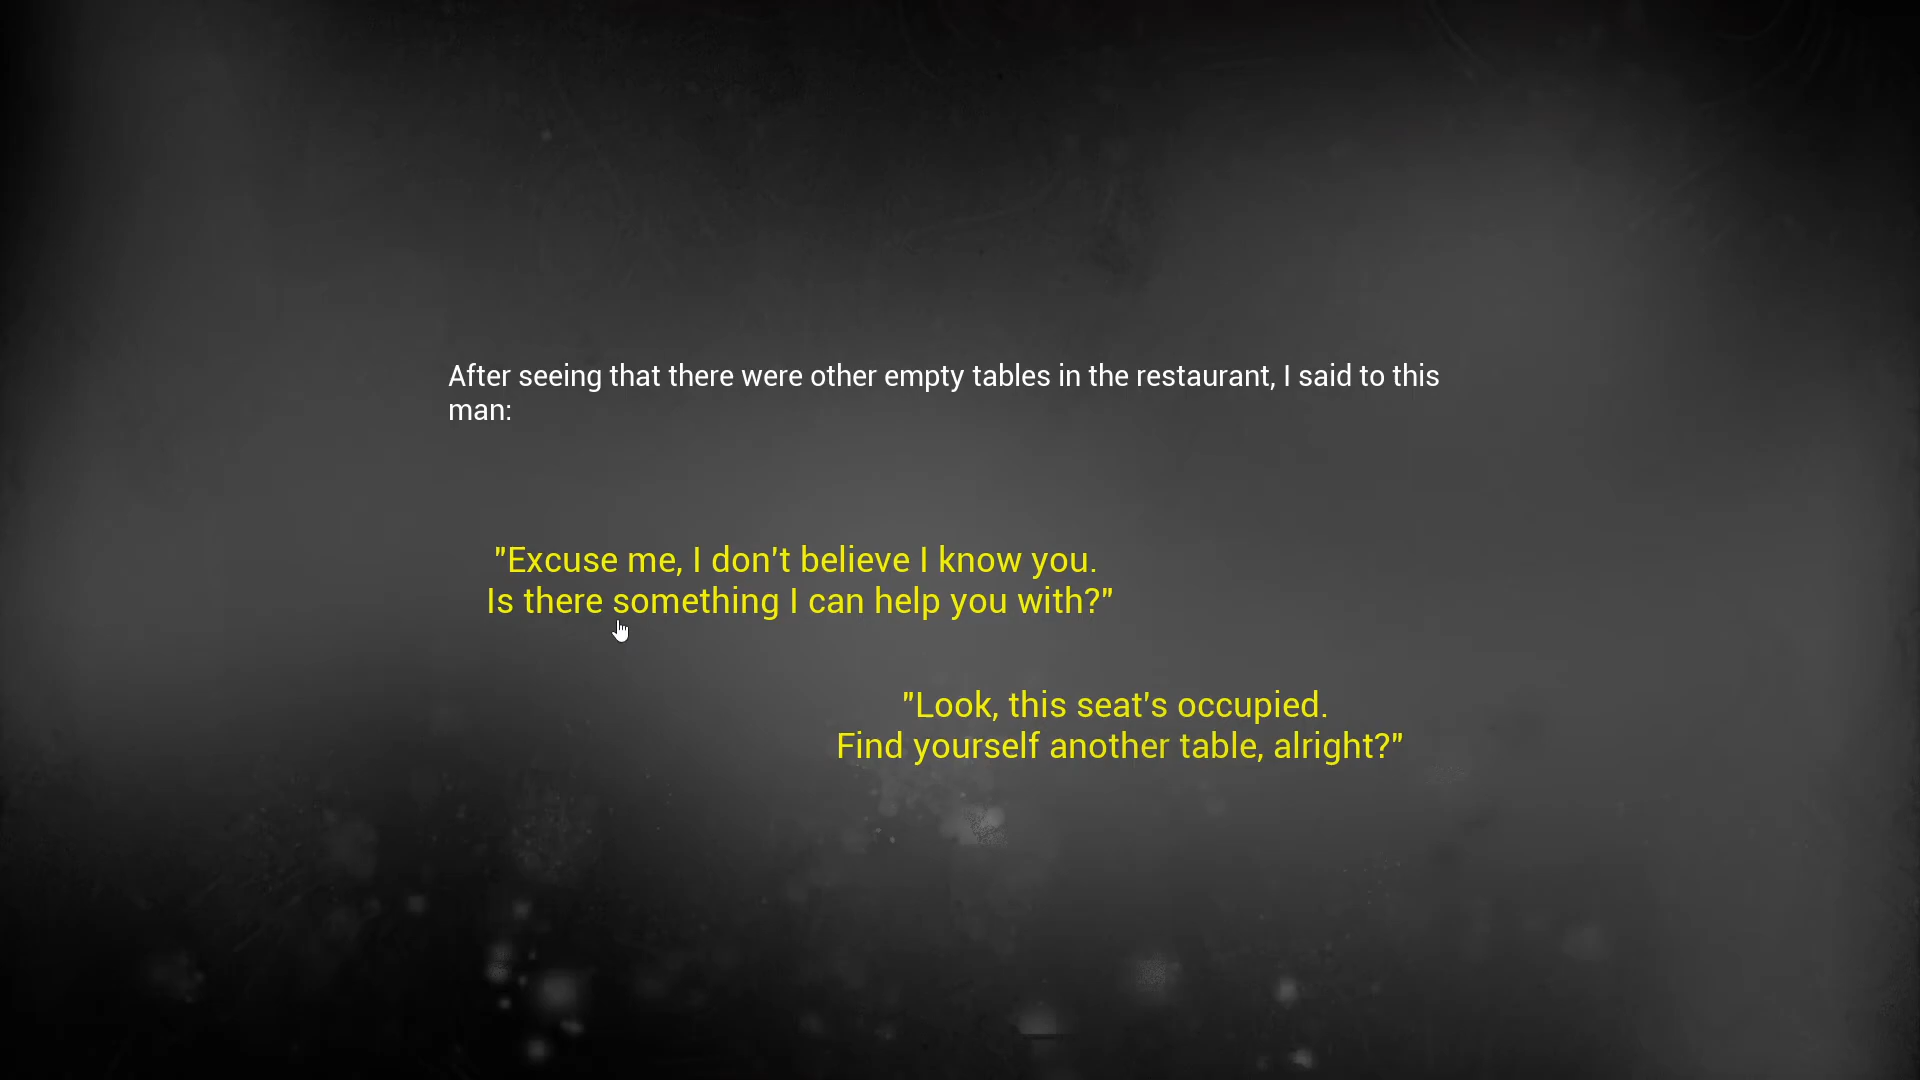 After seeing that there were other empty tables in the restaurant, I said to this
man:
"Excuse me, I don't believe I know you.
Is there something I can help you with?"
"Look, this seat's occupied.
Find yourself another table, alright?"